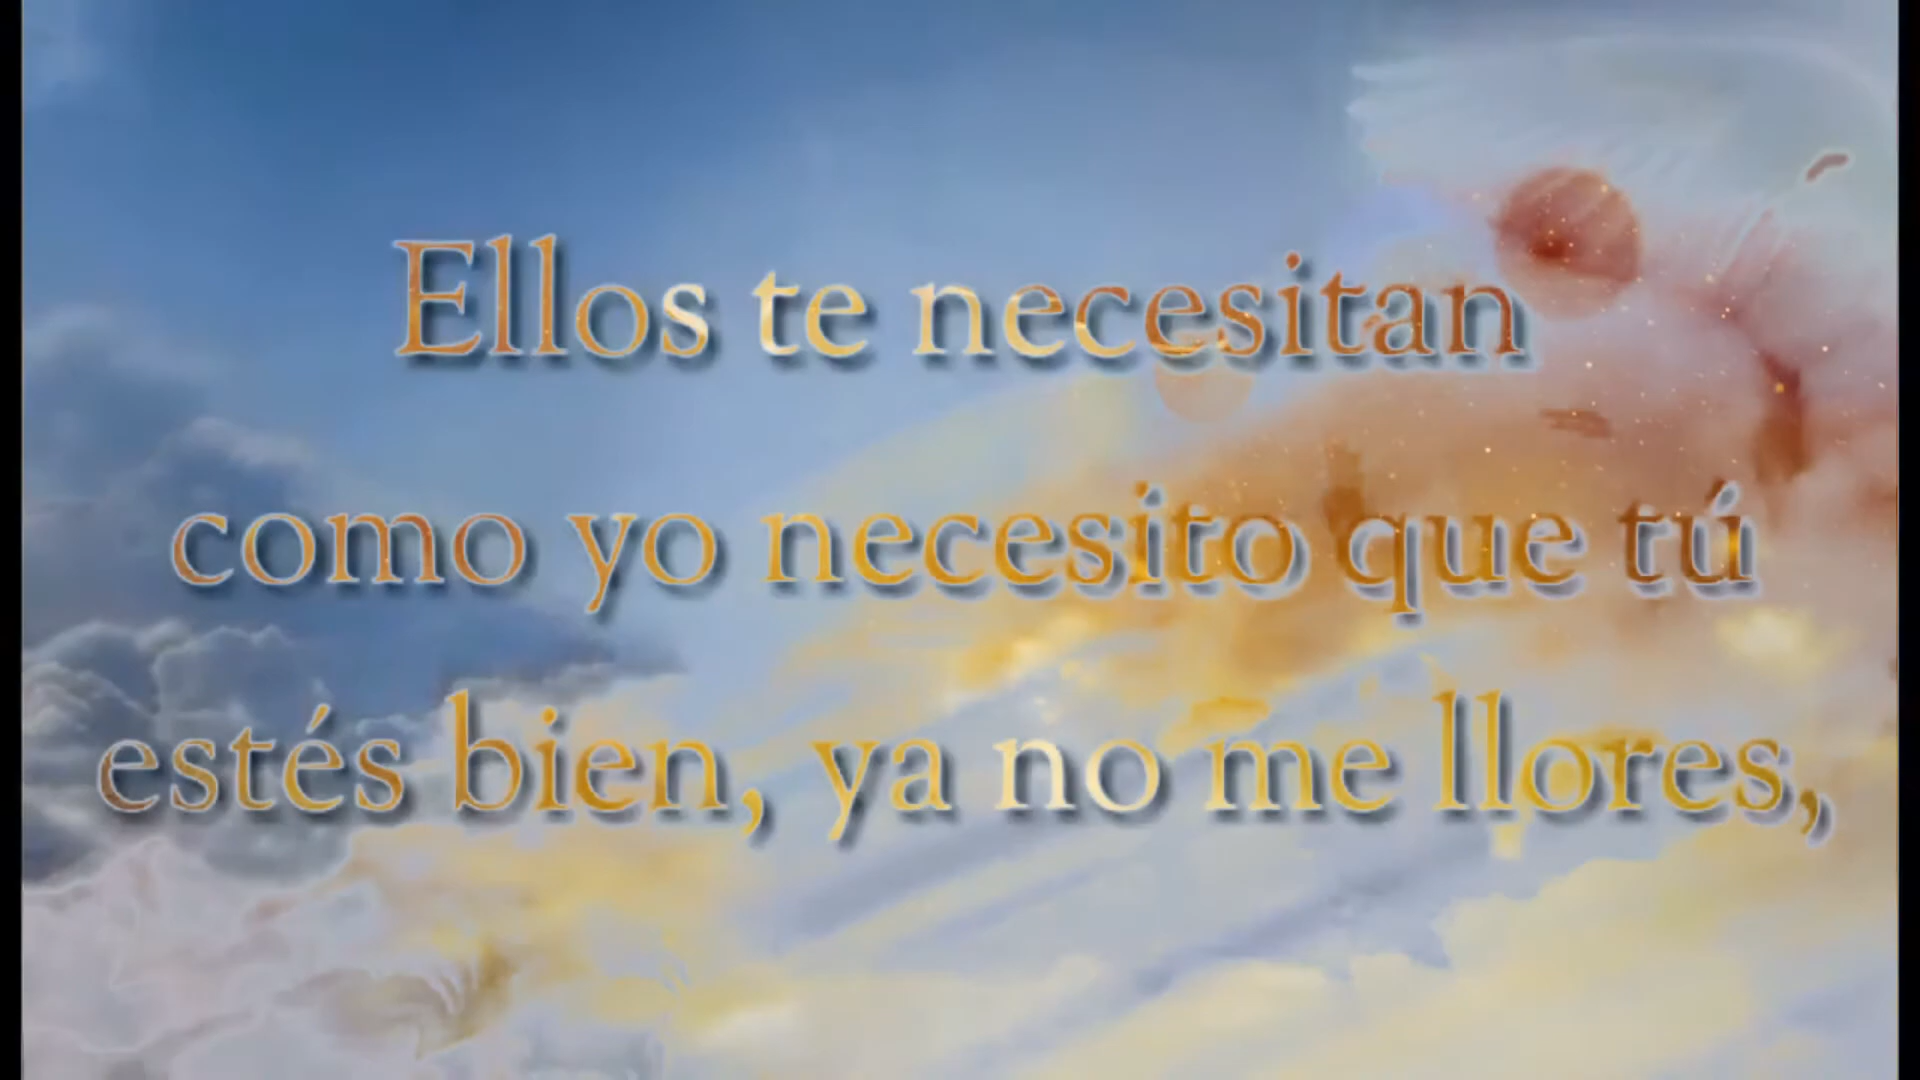 Ellos te necesitan
como yo necesito que tú
estés bien, ya no me llores,